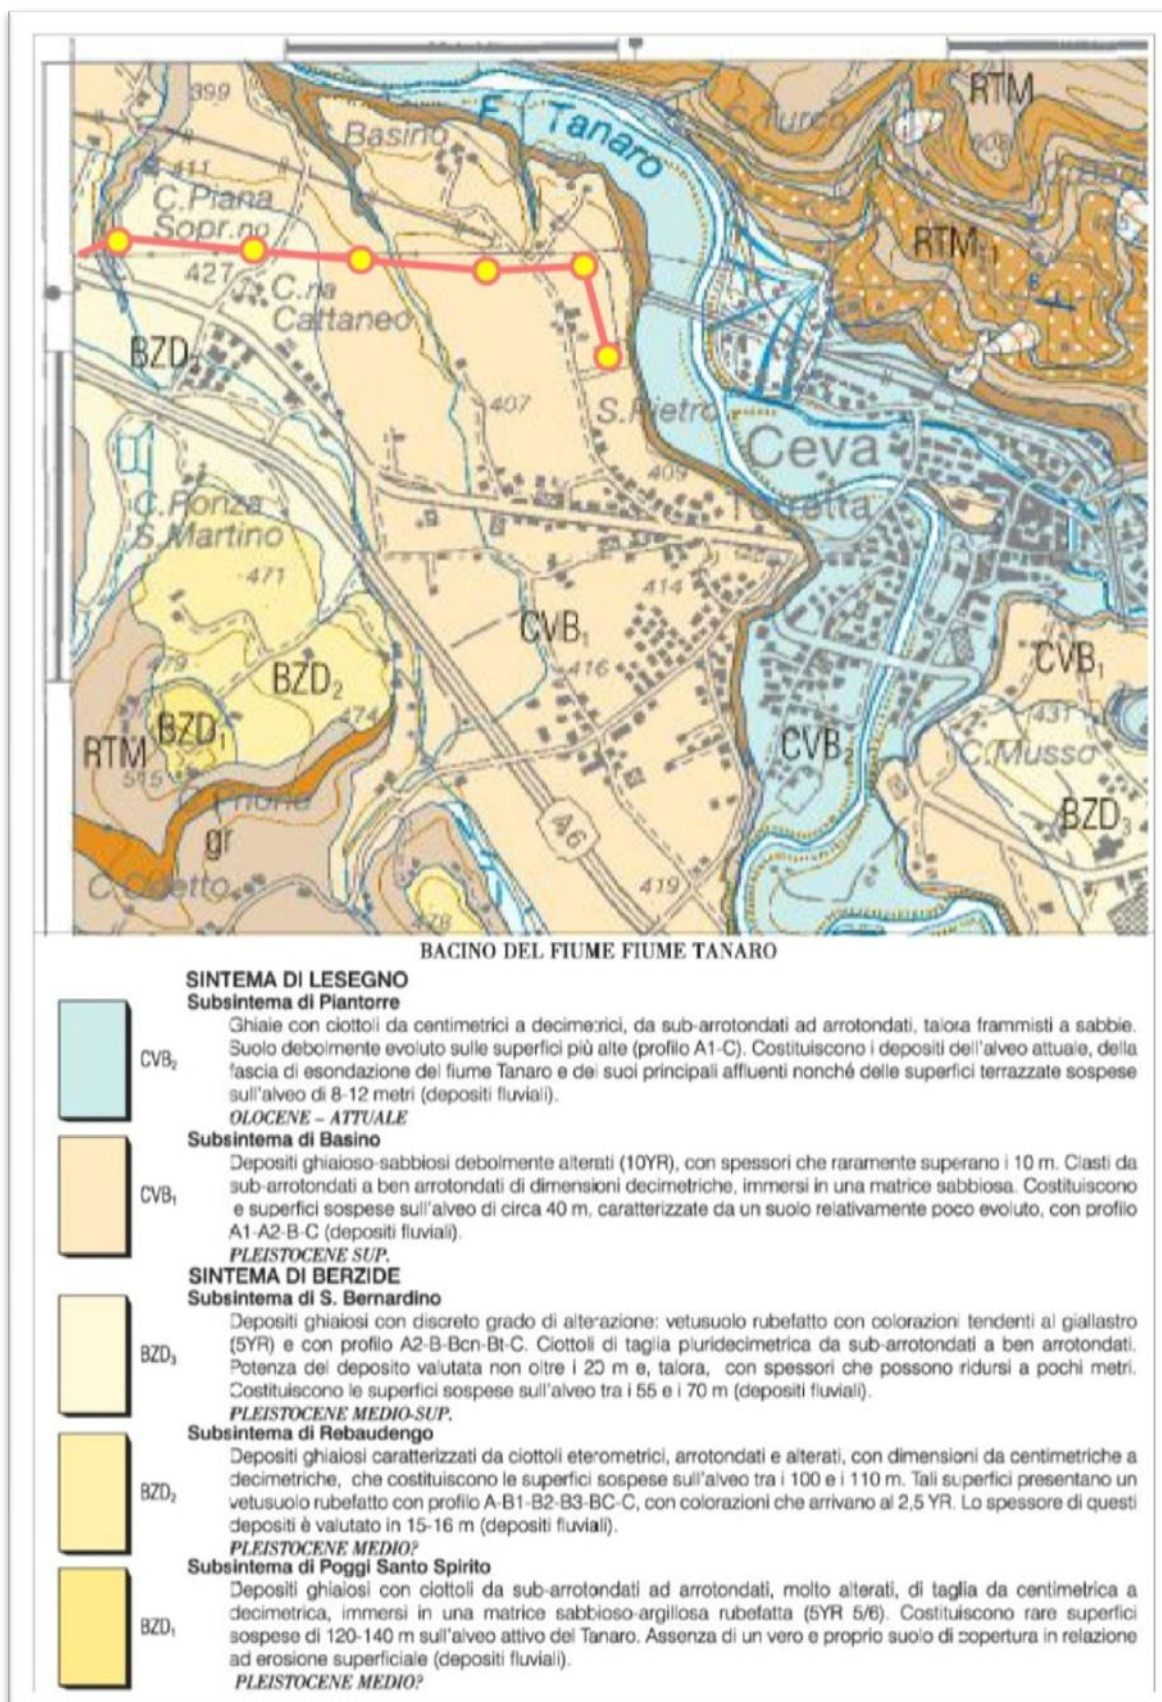 399
RTM
F. Tanaro
C. Turco
Basino
411
C.Piana
Sopr.no
RTM
427
C.na
Cattaneo
BZD
407
S.Pietro
Ceva
409
C.Ronza
S.Martino
Torretta
471
414
CVB₁
416
CVB₁
479
BZD₂
474
431
BZD₁
RTM
CVB
C.Musso
515
BZD₃
gr
A6
C.Odetto
419
478
BACINO DEL FIUME FIUME TANARO
SINTEMA DI LESEGNO
Subsintema di Piantorre
Ghiaie con ciottoli da centimetrici a decimetrici, da sub-arrotondati ad arrotondati, talora frammisti a sabbie.
CVB₂
Suolo debolmente evoluto sulle superfici più alte (profilo A1-C). Costituiscono i depositi dell'alveo attuale, della
fascia di esondazione del fiume Tanaro e dei suoi principali affluenti nonché delle superfici terrazzate sospese
sull'alveo di 8-12 metri (depositi fluviali).
OLOCENE – ATTUALE
Subsintema di Basino
Depositi ghiaioso-sabbiosi debolmente alterati (10YR), con spessori che raramente superano i 10 m. Clasti da
CVB₁
sub-arrotondati a ben arrotondati di dimensioni decimetriche, immersi in una matrice sabbiosa. Costituiscono
e superfici sospese sull'alveo di circa 40 m, caratterizzate da un suolo relativamente poco evoluto, con profilo
A1-A2-B-C (depositi fluviali).
PLEISTOCENE SUP.
SINTEMA DI BERZIDE
Subsintema di S. Bernardino
Depositi ghiaiosi con discreto grado di alterazione: vetusuolo rubefatto con colorazioni tendenti al giallastro
BZD₃
(5YR) e con profilo A2-B-Bcn-Bt-C. Ciottoli di taglia pluridecimetrica da sub-arrotondati a ben arrotondati.
Potenza del deposito valutata non oltre i 20 m e, talora, con spessori che possono ridursi a pochi metri.
Costituiscono le superfici sospese sull'alveo tra i 55 e i 70 m (depositi fluviali).
PLEISTOCENE MEDIO-SUP.
Subsintema di Rebaudengo
Depositi ghiaiosi caratterizzati da ciottoli eterometrici, arrotondati e alterati, con dimensioni da centimetriche a
BZD₂
decimetriche, che costituiscono le superfici sospese sull'alveo tra i 100 e i 110 m. Tali superfici presentano un
vetusuolo rubefatto con profilo A-B1-B2-B3-BC-C, con colorazioni che arrivano al 2,5 YR. Lo spessore di questi
depositi è valutato in 15-16 m (depositi fluviali).
PLEISTOCENE MEDIO?
Subsintema di Poggi Santo Spirito
Depositi ghiaiosi con ciottoli da sub-arrotondati ad arrotondati, molto alterati, di taglia da centimetrica a
BZD₁
decimetrica, immersi in una matrice sabbioso-argillosa rubefatta (5YR 5/6). Costituiscono rare superfici
sospese di 120-140 m sull'alveo attivo del Tanaro. Assenza di un vero e proprio suolo di copertura in relazione
ad erosione superficiale (depositi fluviali).
PLEISTOCENE MEDIO?